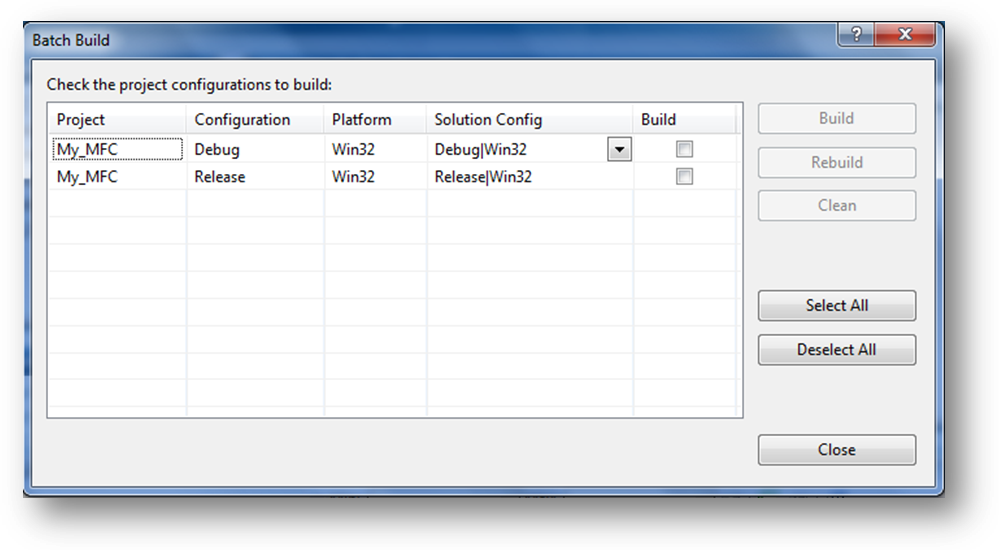 Batch Build
?
Check the project configurations to build:
Project Configuration Platform Solution Config Build
My_MFC Debug Win32 Debug|Win32
My_MFC Release Win32 Release|Win32
Build
Rebuild
Clean
Select All
Deselect All
Close